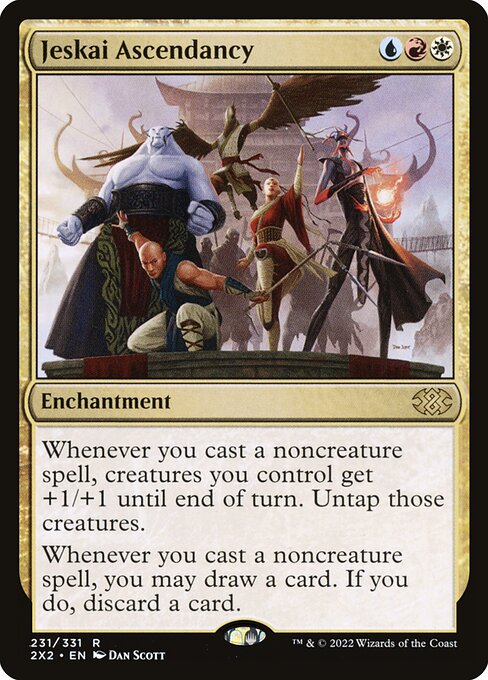 Jeskai Ascendancy
Enchantment
Whenever you cast a noncreature
spell, creatures you control get
+1/+1 until end of turn. Untap those
creatures.
Whenever you cast a noncreature
spell, you may draw a card. If you
do, discard a card.
231/331 R
2X2 • EN DAN SCOTT
™ & © 2022 Wizards of the Coast